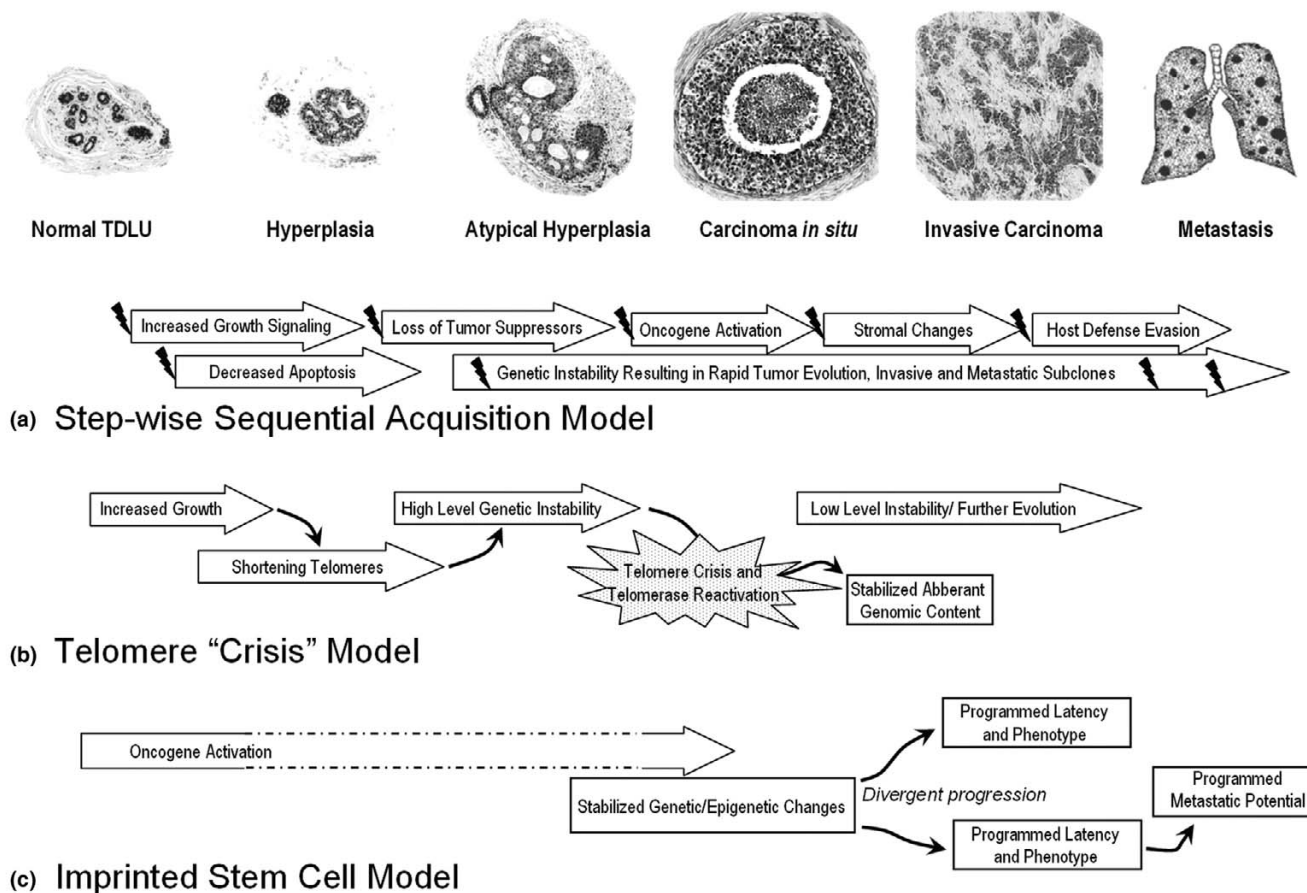 Normal TDLU
Hyperplasia
Atypical Hyperplasia
Carcinoma in situ
Invasive Carcinoma
Metastasis
Increased Growth Signaling
Loss of Tumor Suppressors
Oncogene Activation
Stromal Changes
Host Defense Evasion
Decreased Apoptosis
Genetic Instability Resulting in Rapid Tumor Evolution, Invasive and Metastatic Subclones
(a) Step-wise Sequential Acquisition Model
Increased Growth
High Level Genetic Instability
Low Level Instability/ Further Evolution
Shortening Telomeres
Telomere Crisis and
Telomerase Reactivation
Stabilized Aberrant
Genomic Content
(b) Telomere “Crisis” Model
Oncogene Activation
Stabilized Genetic/Epigenetic Changes
Divergent progression
Programmed Latency
and Phenotype
Programmed Latency
and Phenotype
Programmed
Metastatic Potential
(c) Imprinted Stem Cell Model